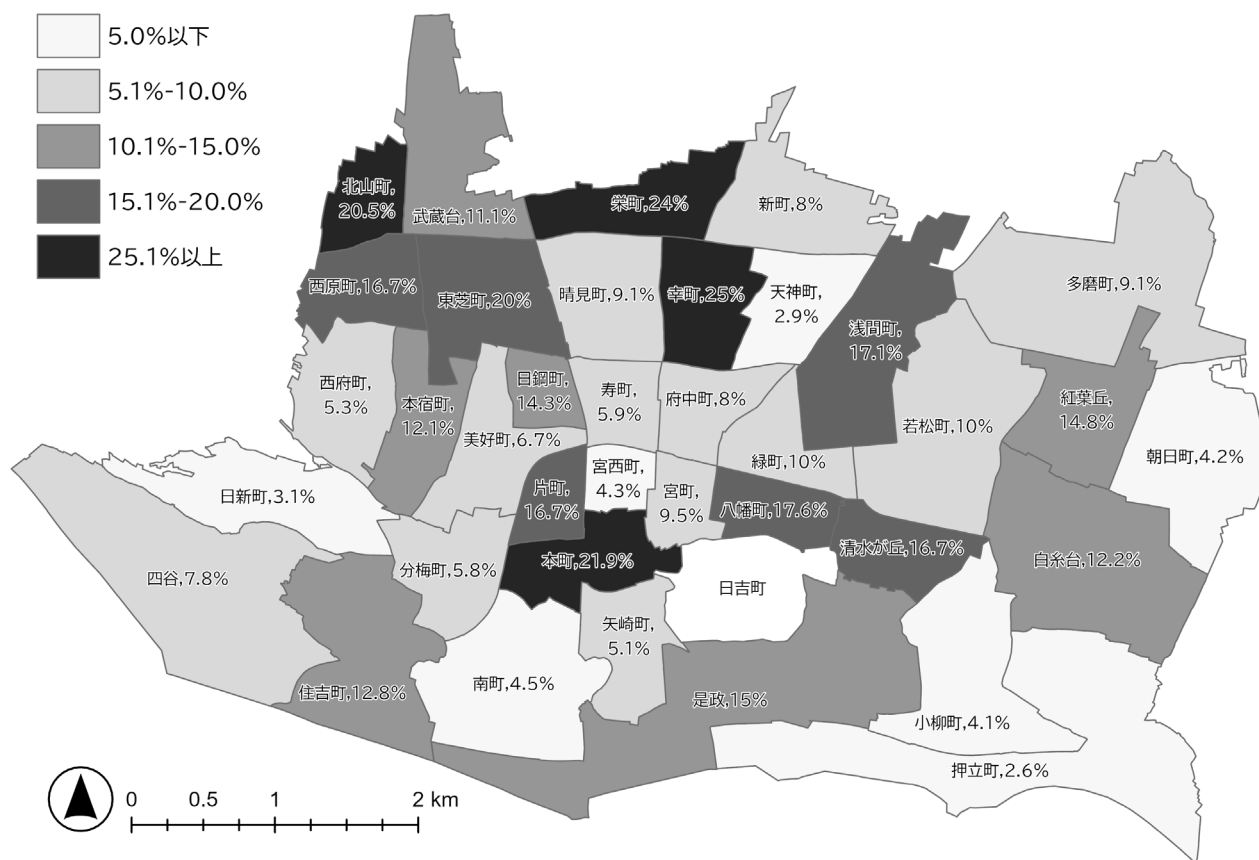 5.0%以下
5.1%-10.0%
10.1%-15.0%
15.1%-20.0%
25.1%以上
北山町,
20.5%
武蔵台,11.1%
栄町,24%
新町,8%
西原町,16.7%
東芝町,20%
晴見町,9.1%
幸町,25%
天神町,
2.9%
浅間町,
17.1%
多磨町,9.1%
西府町,
5.3%
本宿町,
12.1%
日鋼町,
14.3%
美好町,6.7%
寿町,
5.9%
府中町,8%
緑町,10%
若松町,10%
紅葉丘,
14.8%
朝日町,4.2%
日新町,3.1%
片町,
16.7%
宮西町,
4.3%
宮町,
9.5%
八幡町,17.6%
清水が丘,16.7%
白糸台,12.2%
四谷,7.8%
分梅町,5.8%
本町,21.9%
日吉町
矢崎町,
5.1%
住吉町,12.8%
南町,4.5%
是政,15%
小柳町,4.1%
押立町,2.6%
0 0.5 1 2 km